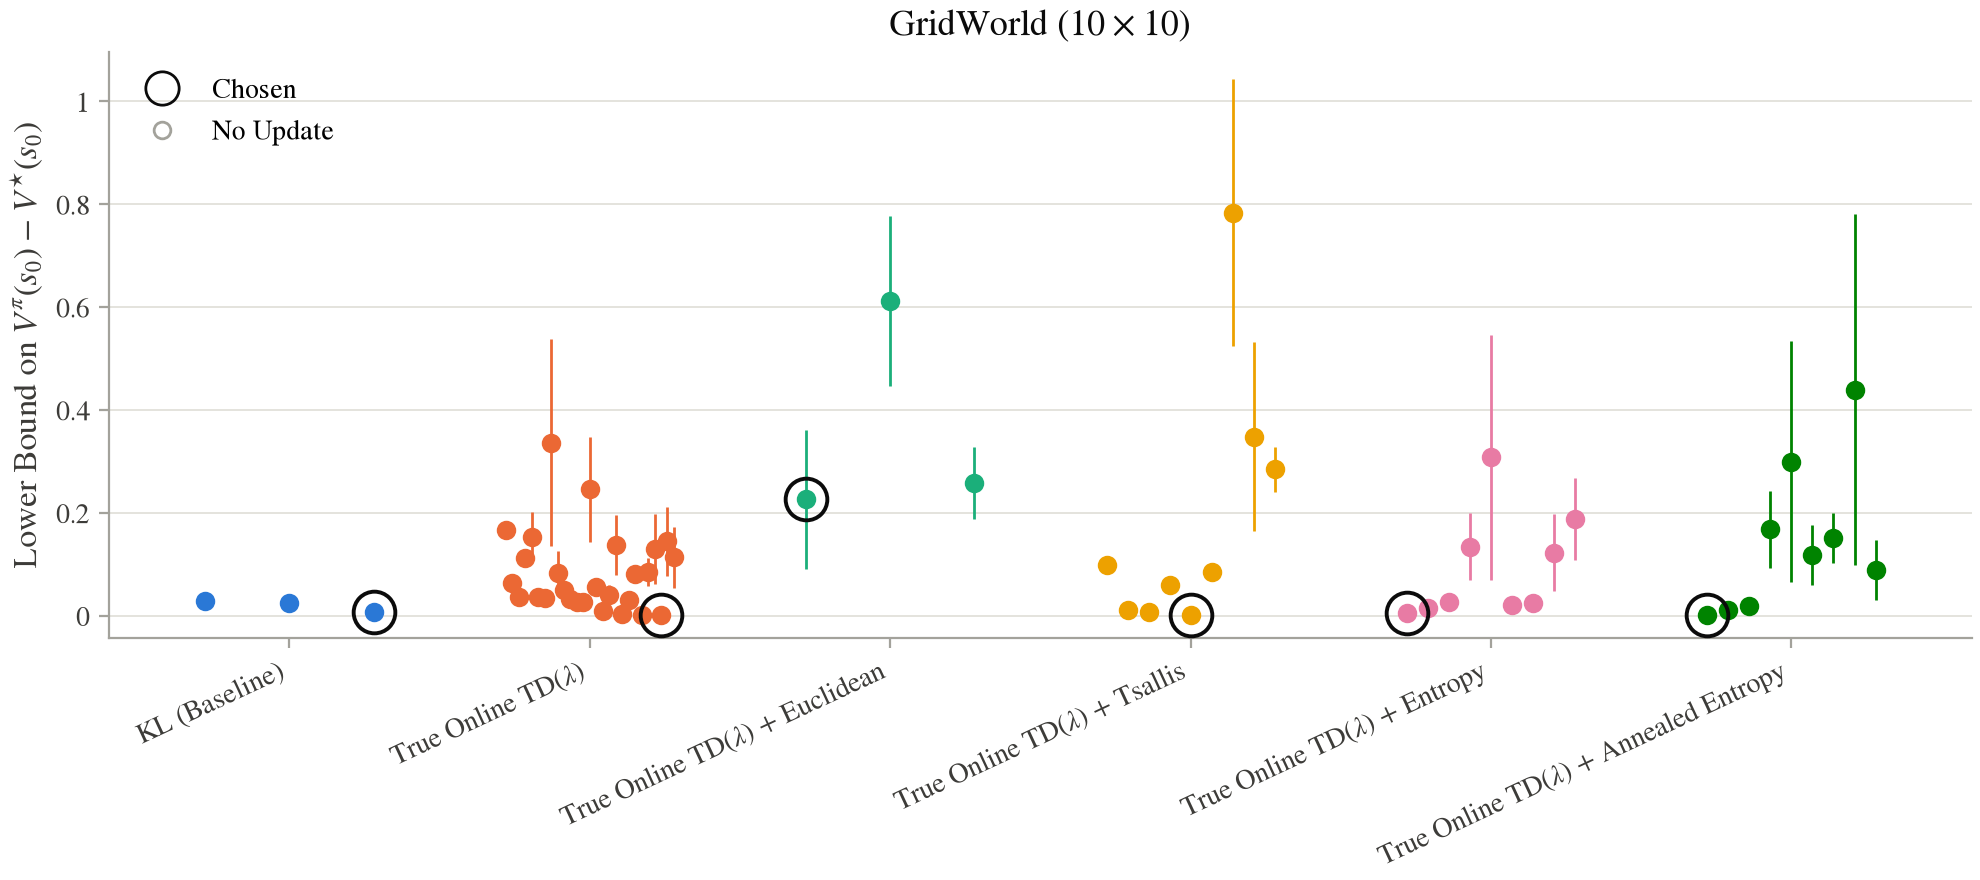 GridWorld (10 × 10)
Chosen
No Update
Lower Bound on V^π(s₀) − V^★(s₀)
1
0.8
0.6
0.4
0.2
0
KL (Baseline)
True Online TD(λ)
True Online TD(λ) + Euclidean
True Online TD(λ) + Tsallis
True Online TD(λ) + Entropy
True Online TD(λ) + Annealed Entropy